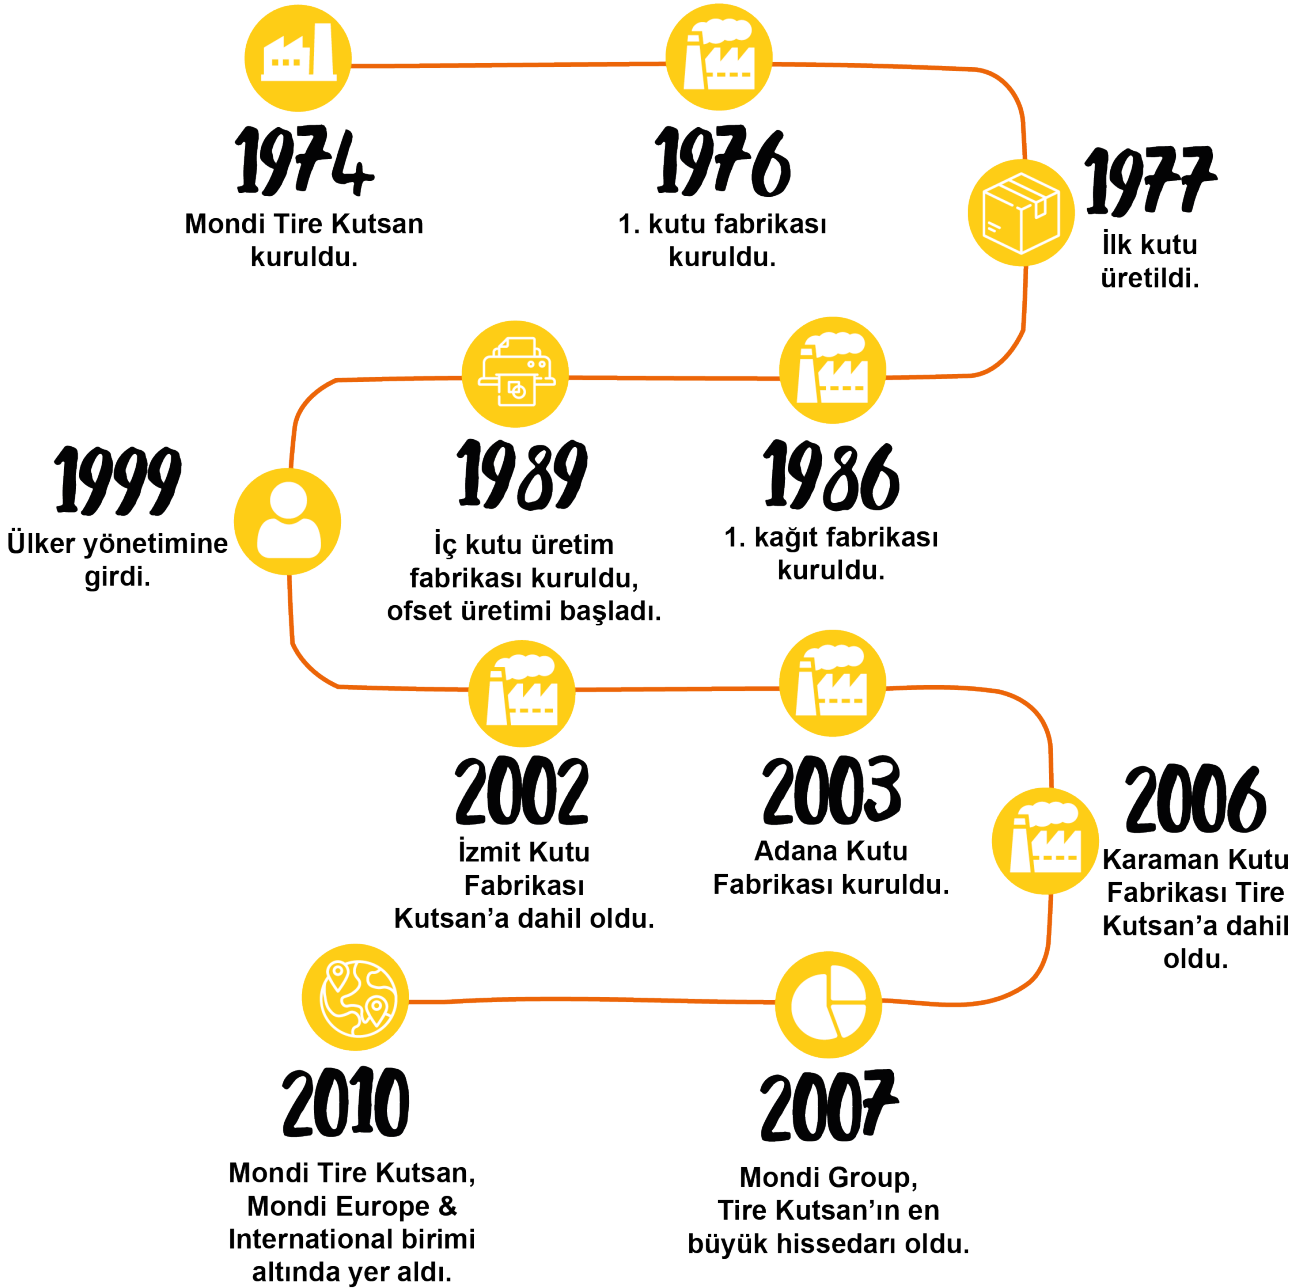 1974
Mondi Tire Kutsan
kuruldu.
1976
1. kutu fabrikası
kuruldu.
1977
İlk kutu
üretildi.
1986
1. kağıt fabrikası
kuruldu.
1989
İç kutu üretim
fabrikası kuruldu,
ofset üretimi başladı.
1999
Ülker yönetimine
girdi.
2002
İzmit Kutu
Fabrikası
Kutsan’a dahil oldu.
2003
Adana Kutu
Fabrikası kuruldu.
2006
Karaman Kutu
Fabrikası Tire
Kutsan’a dahil
oldu.
2007
Mondi Group,
Tire Kutsan’ın en
büyük hissedarı oldu.
2010
Mondi Tire Kutsan,
Mondi Europe &
International birimi
altında yer aldı.